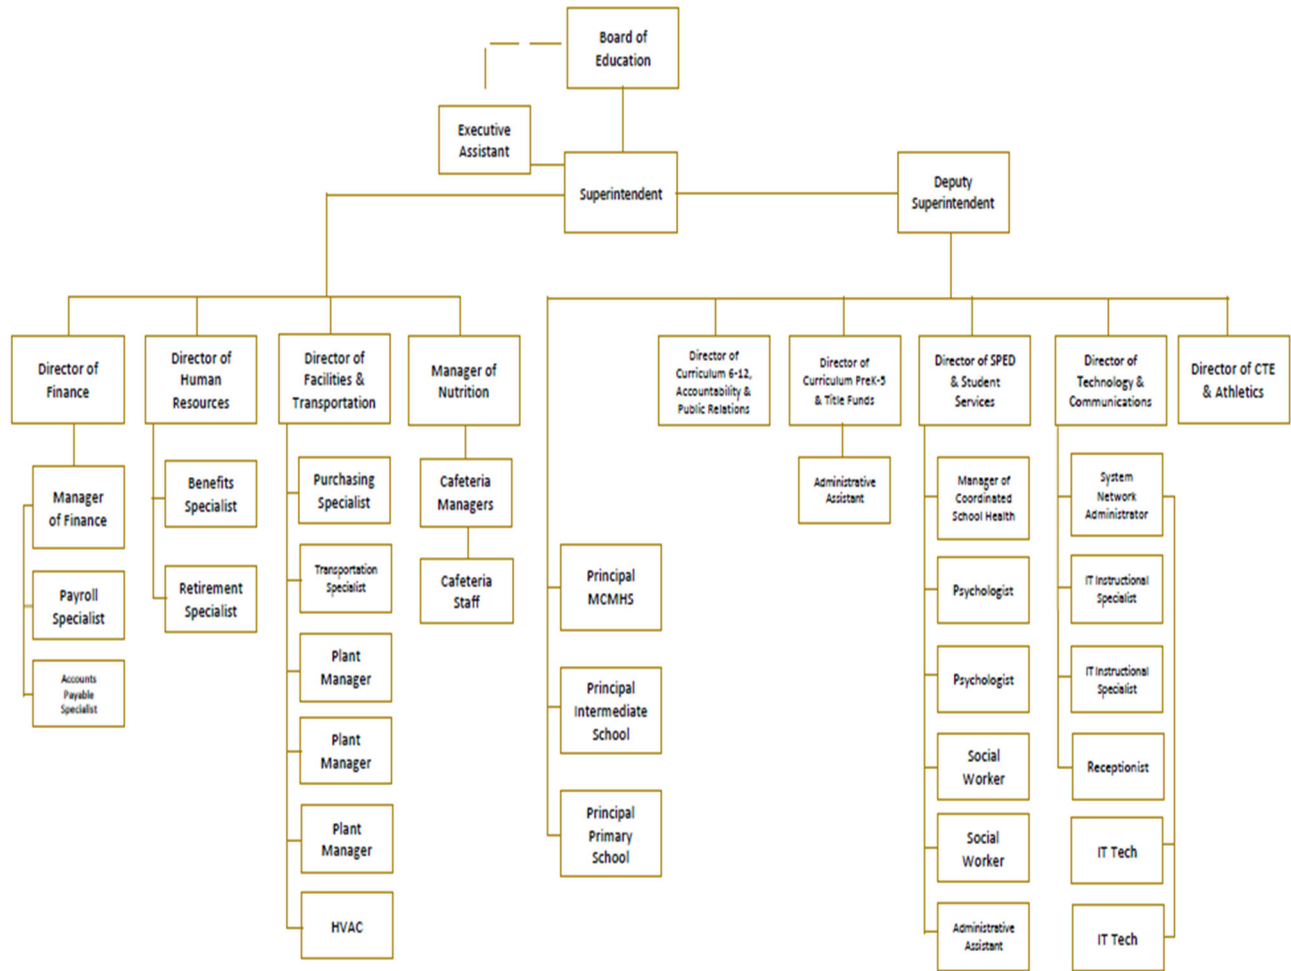 Board of
Education
Executive
Assistant
Superintendent
Deputy
Superintendent
Director of
Finance
Director of
Human
Resources
Director of
Facilities &
Transportation
Manager of
Nutrition
Director of
Curriculum 6-12,
Accountability &
Public Relations
Director of
Curriculum PreK-5
& Title Funds
Director of SPED
& Student
Services
Director of
Technology &
Communications
Director of CTE
& Athletics
Manager
of Finance
Payroll
Specialist
Accounts
Payable
Specialist
Benefits
Specialist
Retirement
Specialist
Purchasing
Specialist
Transportation
Specialist
Plant
Manager
Plant
Manager
Plant
Manager
HVAC
Cafeteria
Managers
Cafeteria
Staff
Principal
MCMHS
Principal
Intermediate
School
Principal
Primary
School
Administrative
Assistant
Manager of
Coordinated
School Health
Psychologist
Psychologist
Social
Worker
Social
Worker
Administrative
Assistant
System
Network
Administrator
IT Instructional
Specialist
IT Instructional
Specialist
Receptionist
IT Tech
IT Tech